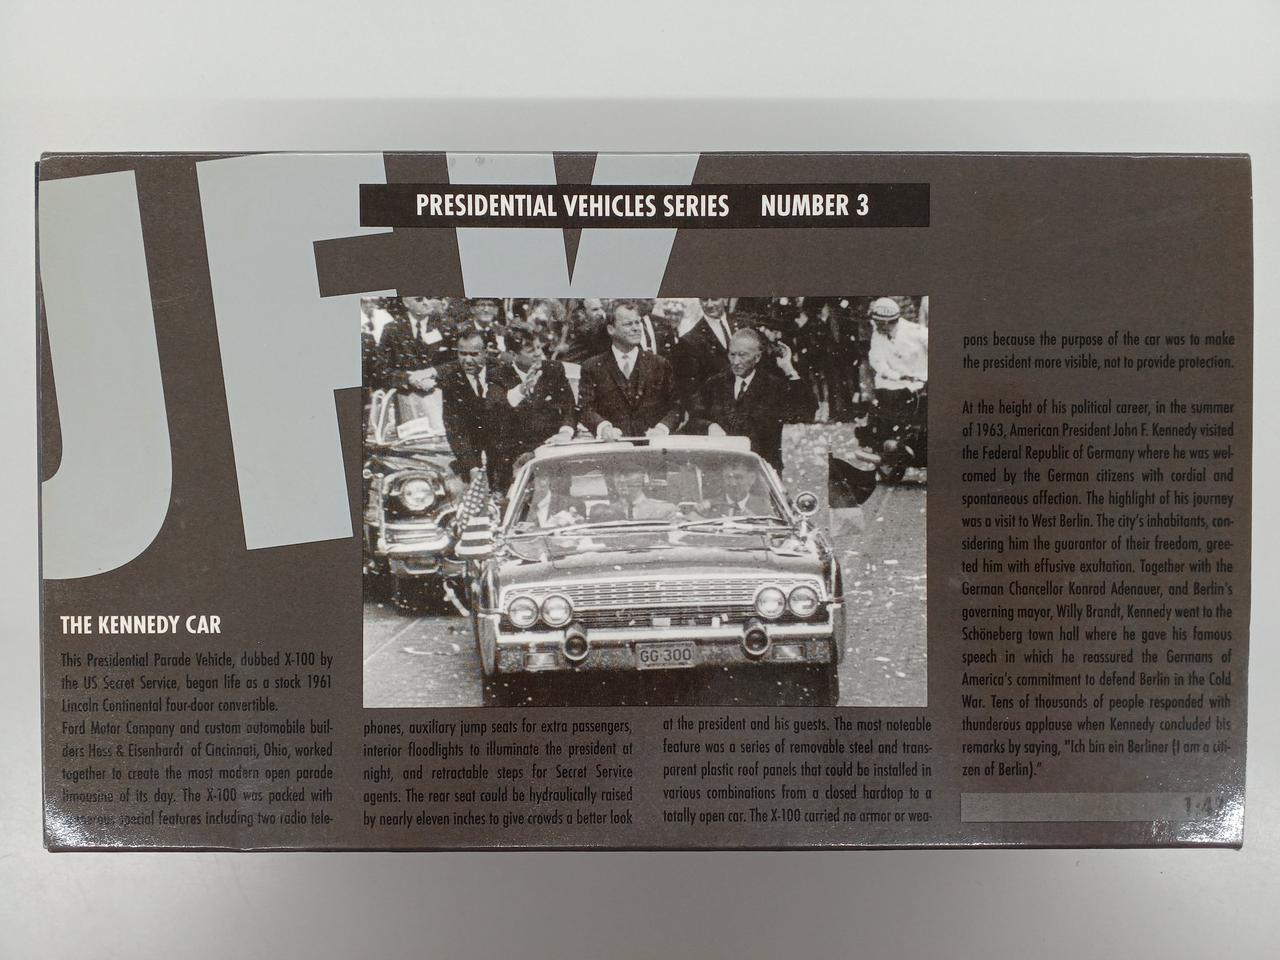 JFK
PRESIDENTIAL VEHICLES SERIES NUMBER 3
GG·300
THE KENNEDY CAR
This Presidential Parade Vehicle, dubbed X-100 by
the US Secret Service, began life as a stock 1961
Lincoln Continental four-door convertible.
Ford Motor Company and custom automobile buil-
ders Hess & Eisenhardt of Cincinnati, Ohio, worked
together to create the most modern open parade
limousine of its day. The X-100 was packed with
numerous special features including two radio tele-
phones, auxiliary jump seats for extra passengers,
interior floodlights to illuminate the president at
night, and retractable steps for Secret Service
agents. The rear seat could be hydraulically raised
by nearly eleven inches to give crowds a better look
at the president and his guests. The most noteable
feature was a series of removable steel and trans-
parent plastic roof panels that could be installed in
various combinations from a closed hardtop to a
totally open car. The X-100 carried no armor or wea-
pons because the purpose of the car was to make
the president more visible, not to provide protection.
At the height of his political career, in the summer
of 1963, American President John F. Kennedy visited
the Federal Republic of Germany where he was wel-
comed by the German citizens with cordial and
spontaneous affection. The highlight of his journey
was a visit to West Berlin. The city's inhabitants, con-
sidering him the guarantor of their freedom, gree-
ted him with effusive exultation. Together with the
German Chancellor Konrad Adenauer, and Berlin's
governing mayor, Willy Brandt, Kennedy went to the
Schöneberg town hall where he gave his famous
speech in which he reassured the Germans of
America's commitment to defend Berlin in the Cold
War. Tens of thousands of people responded with
thunderous applause when Kennedy concluded his
remarks by saying, "Ich bin ein Berliner (I am a citi-
zen of Berlin)."